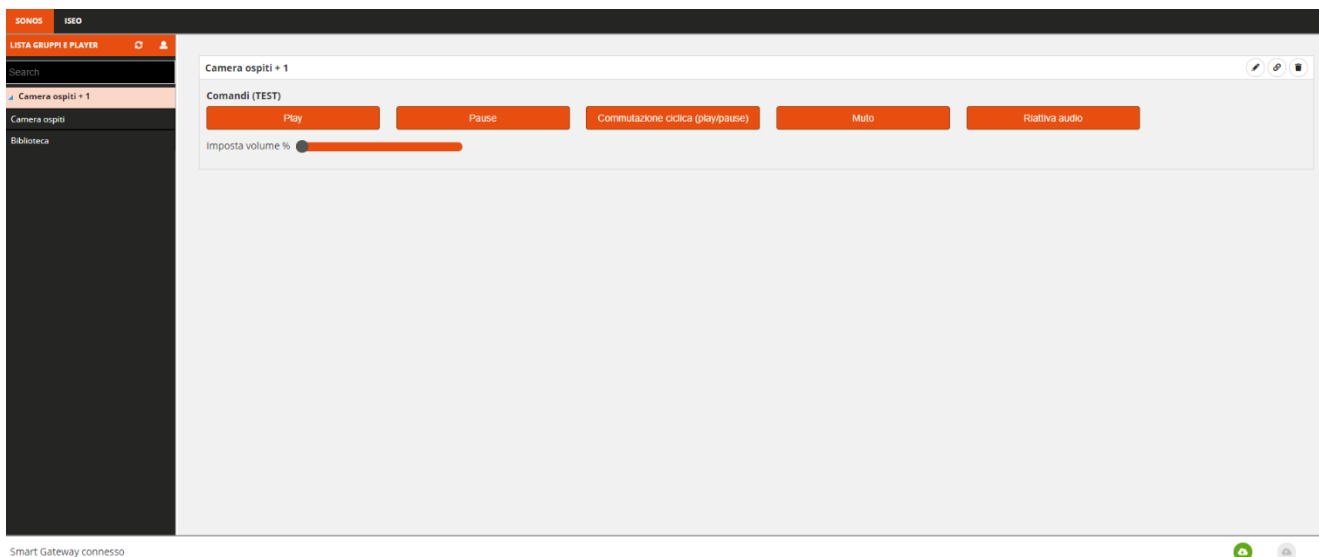 SONOS ISEO
LISTA GRUPPI E PLAYER
Search
Camera ospiti + 1
Camera ospiti
Biblioteca
Camera ospiti + 1
Comandi (TEST)
Play Pause Commutazione ciclica (play/pause) Muto Riattiva audio
Imposta volume %
Smart Gateway connesso